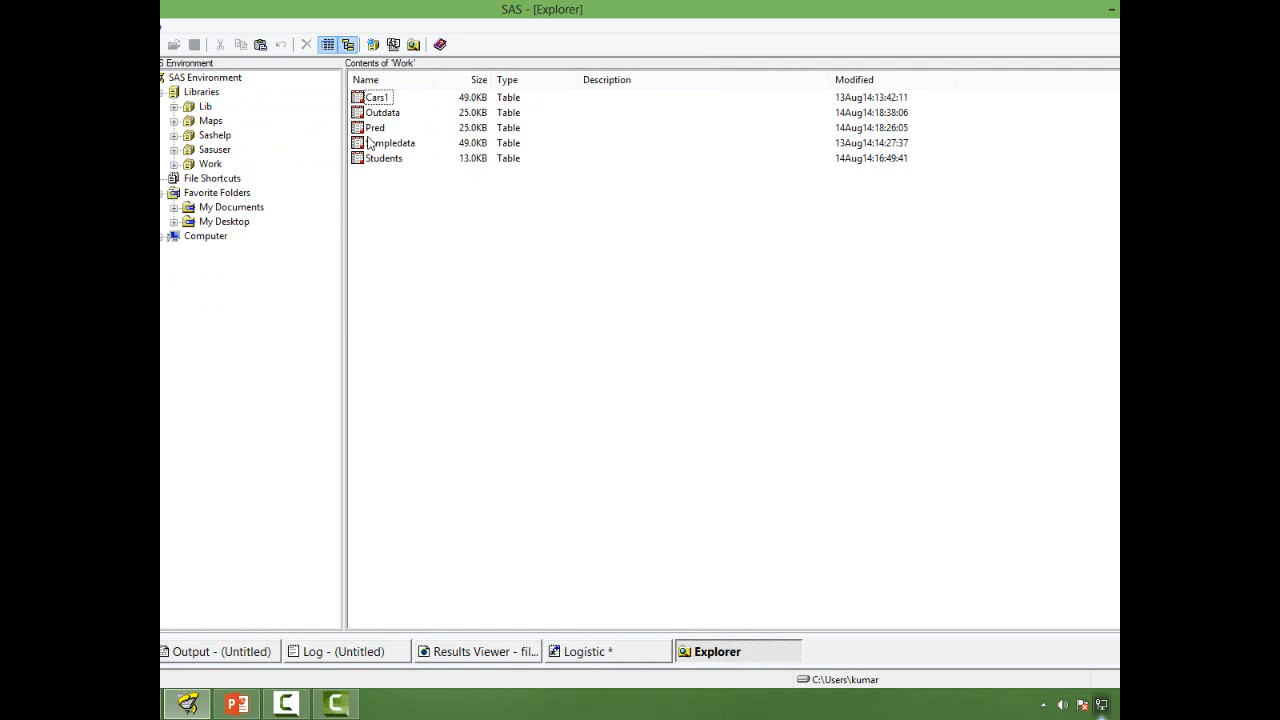 SAS - [Explorer]
SAS Environment
Contents of 'Work'
SAS Environment
Libraries
Lib
Maps
Sashelp
Sasuser
Work
File Shortcuts
Favorite Folders
My Documents
My Desktop
Computer
Name Size Type Description Modified
Cars1 49.0KB Table 13Aug14:13:42:11
Outdata 25.0KB Table 14Aug14:18:38:06
Pred 25.0KB Table 14Aug14:18:26:05
mpledata 49.0KB Table 13Aug14:14:27:37
Students 13.0KB Table 14Aug14:16:49:41
Output - (Untitled) Log - (Untitled) Results Viewer - fil... Logistic * Explorer
C:\Users\kumar